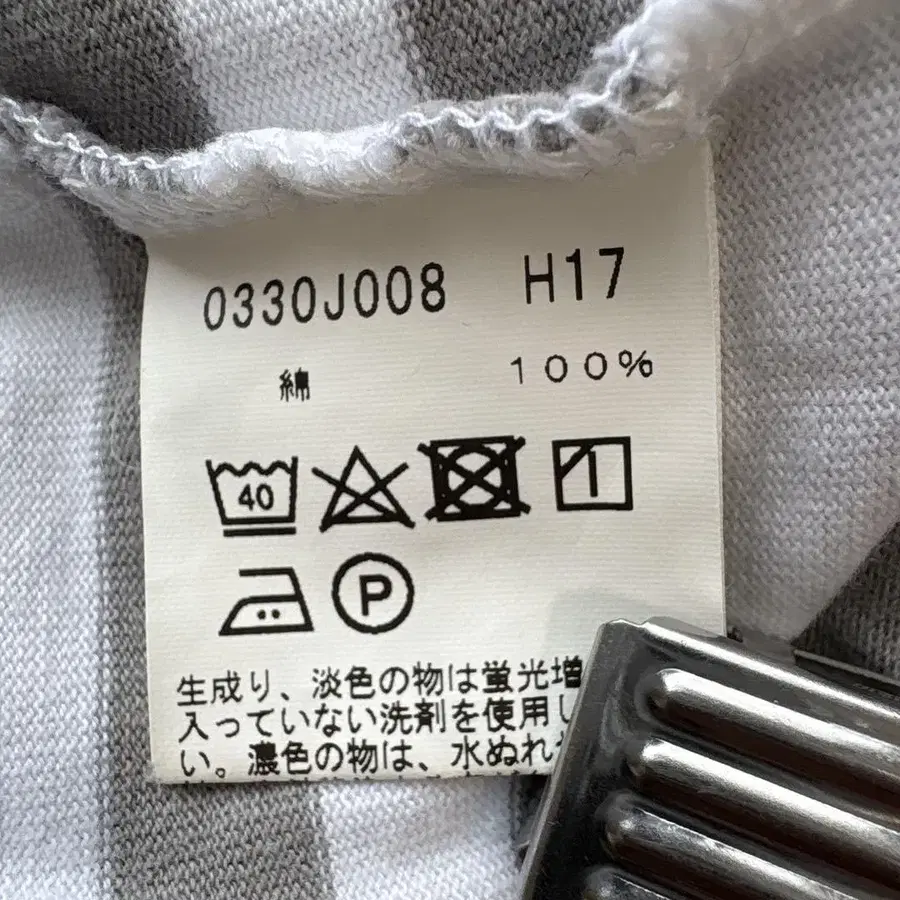 0330J008 H17
綿 100%
40
P
生成り、淡色の物は蛍光増
入っていない洗剤を使用し
い。濃色の物は、水ぬれ